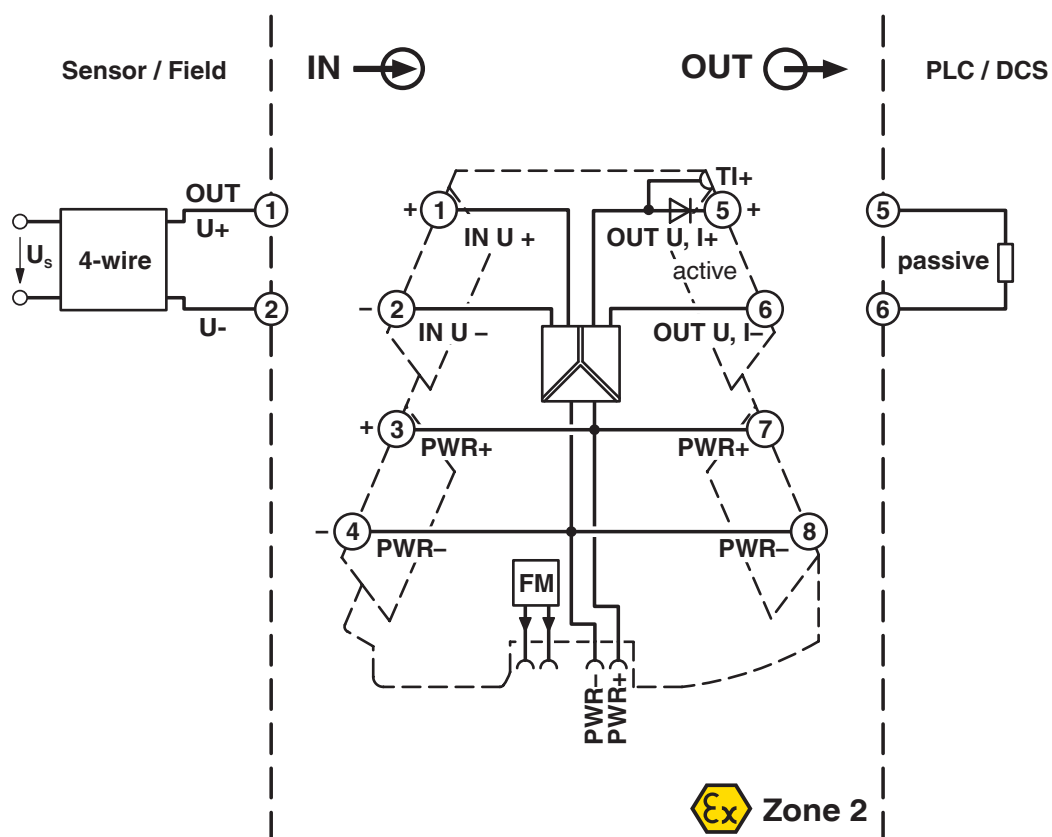 Sensor / Field
IN
OUT
PLC / DCS
OUT
1
U+
Us
4-wire
2
U-
TI+
+
1
IN U +
5
+
OUT U, I+
active
–
2
IN U –
6
OUT U, I–
5
passive
6
+
3
PWR+
7
PWR+
–
4
PWR–
8
PWR–
FM
PWR–
PWR+
Ex
Zone 2